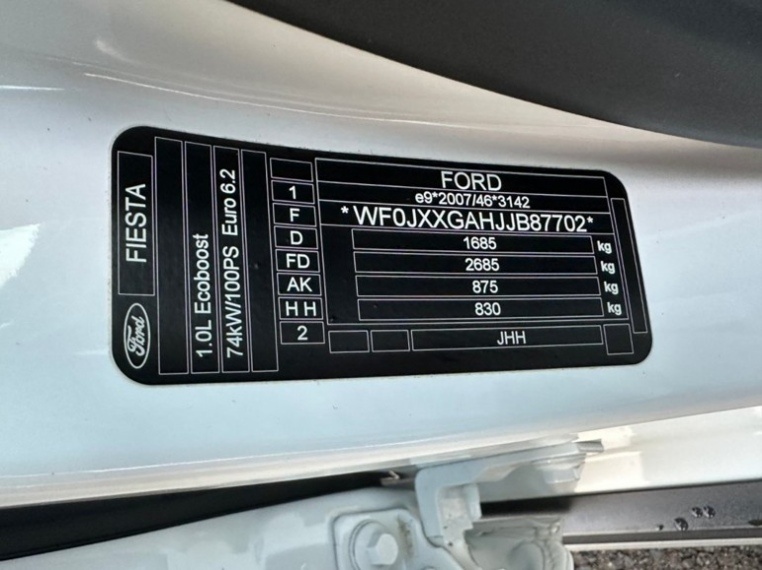 FORD
e9*2007/46*3142
*WF0JXXGAHJJB87702*
1685 kg
2685 kg
875 kg
830 kg
JHH
1
F
D
FD
AK
H H
2
FIESTA
Ford
1.0L Ecoboost
74kW/100PS Euro 6.2